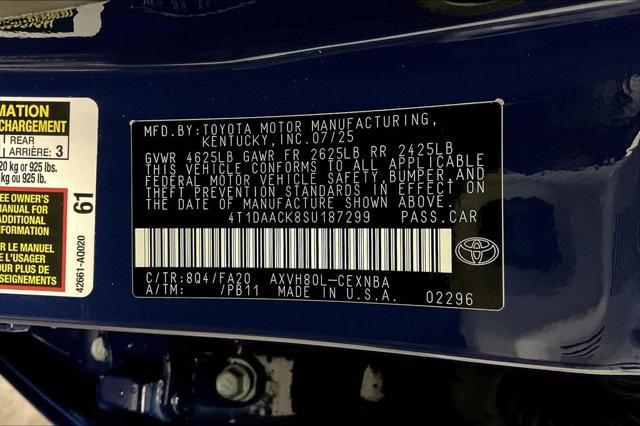 MATION
CHARGEMENT
1 REAR
ARRIÈRE: 3
20 kg or 925 lbs.
kg ou 925 lb.
EE OWNER'S
MANUAL FOR
ADDITIONAL
FORMATION
R LE MANUEL
DE L'USAGER
R PLUS DE
SEIGNEMENTS
61
42661-A0020
MFD.BY:TOYOTA MOTOR MANUFACTURING,
KENTUCKY,INC.07/25
GVWR 4625LB GAWR FR 2625LB RR 2425LB
THIS VEHICLE CONFORMS TO ALL APPLICABLE
FEDERAL MOTOR VEHICLE SAFETY,BUMPER,AND
THEFT PREVENTION STANDARDS IN EFFECT ON
THE DATE OF MANUFACTURE SHOWN ABOVE.
4T1DAACK8SU187299 PASS.CAR
C/TR:8Q4/FA20 AXVH80L-CEXNBA
A/TM: /PB11 MADE IN U.S.A. 02296